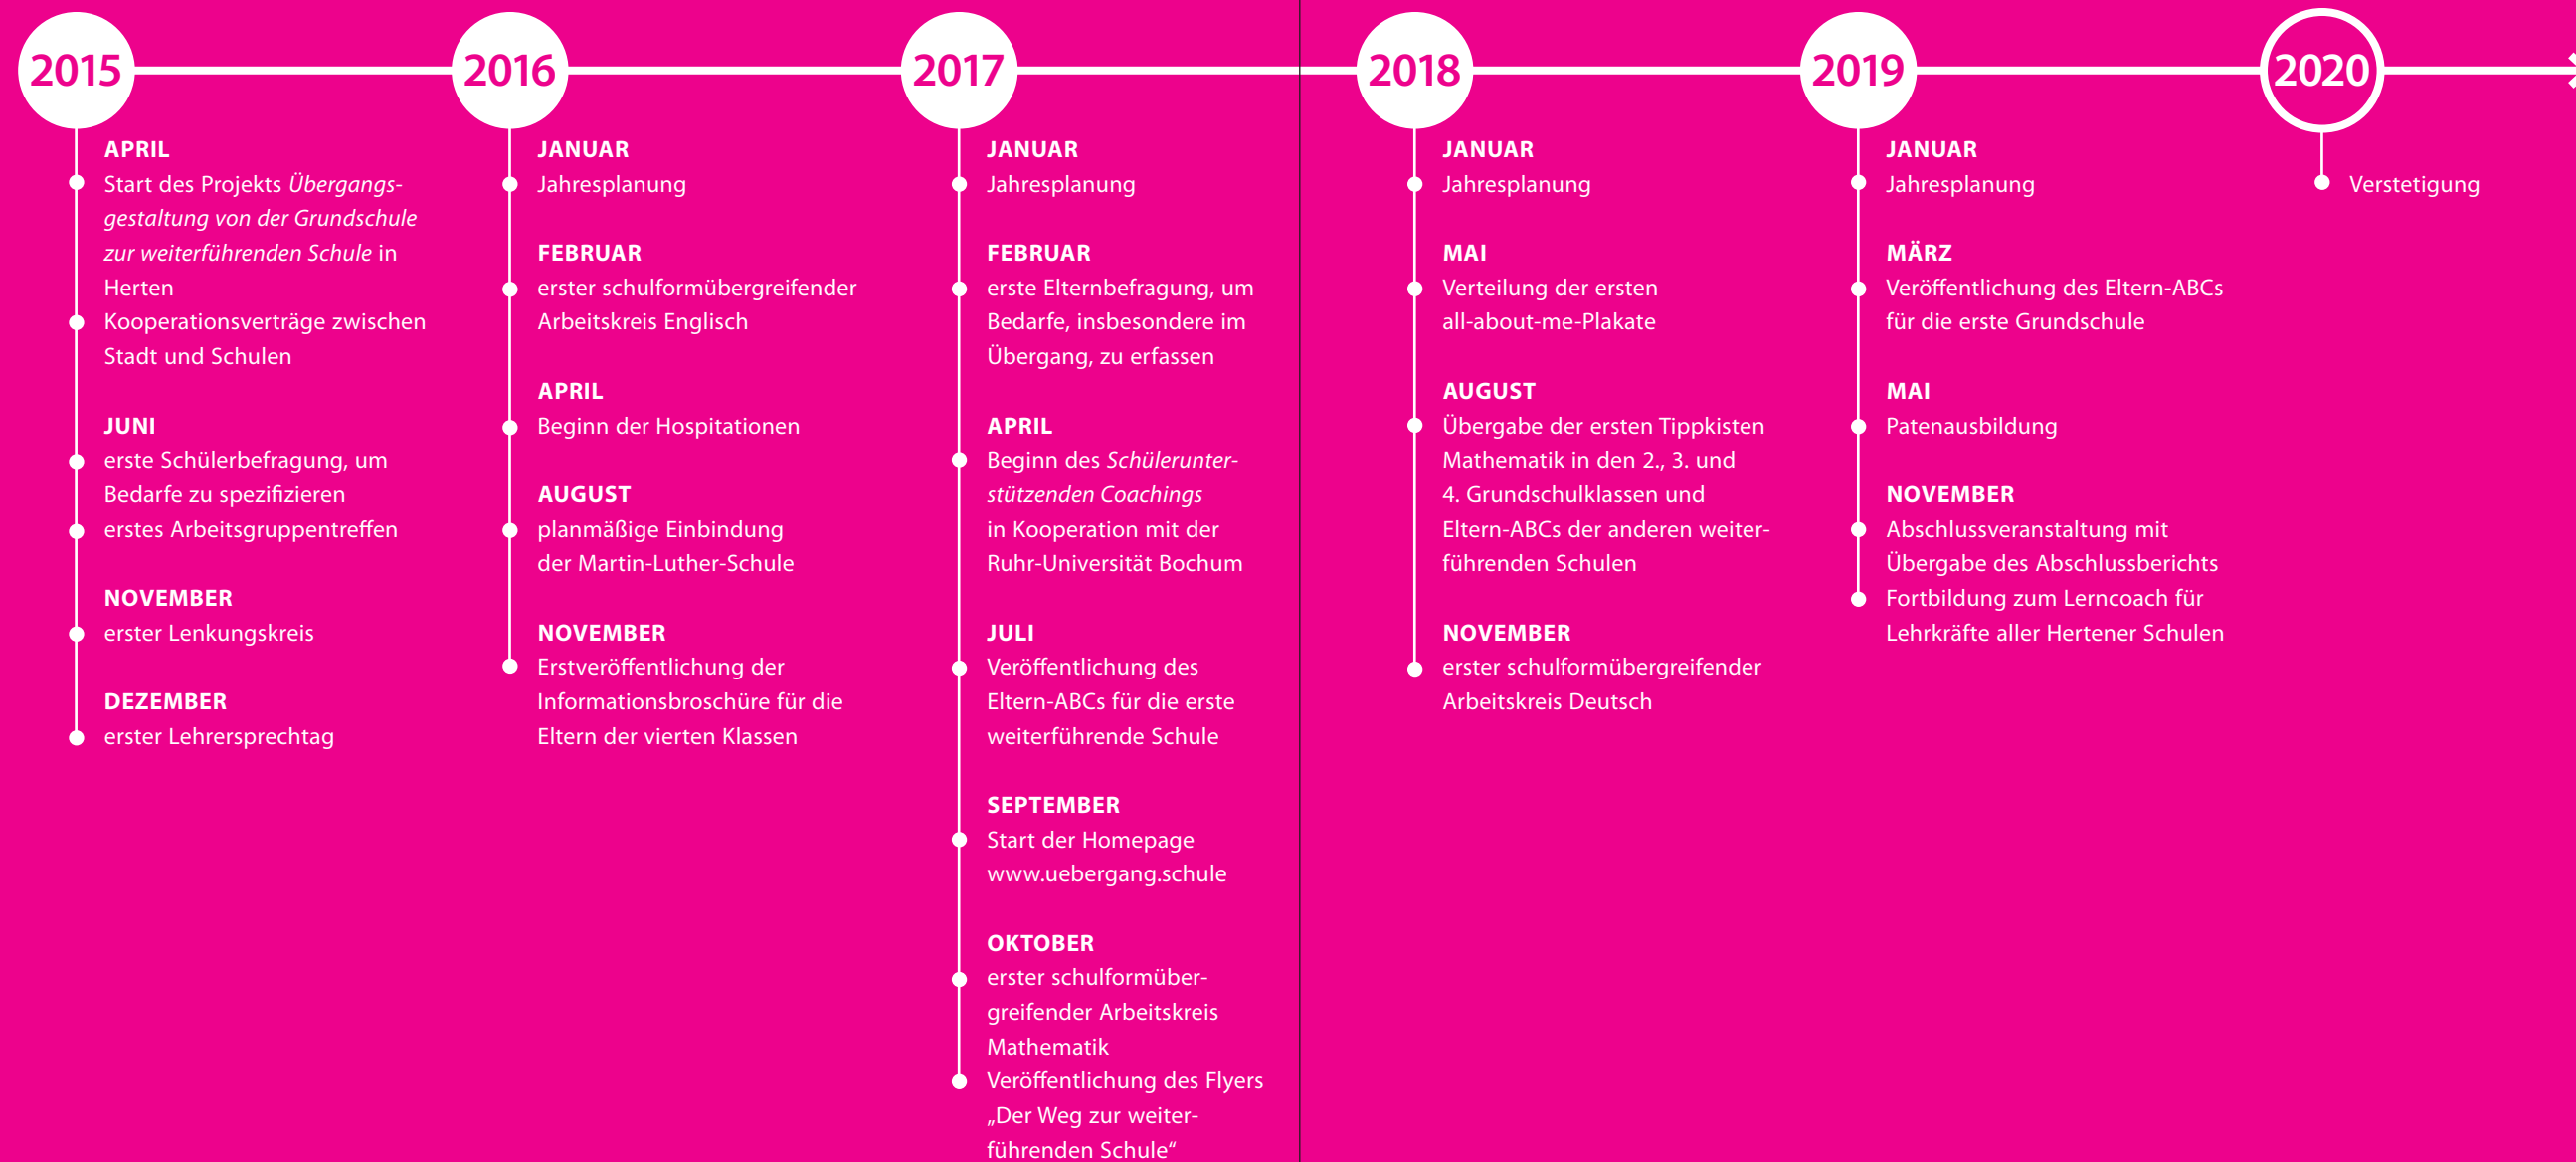 2015
APRIL
Start des Projekts Übergangs-
gestaltung von der Grundschule
zur weiterführenden Schule in
Herten
Kooperationsverträge zwischen
Stadt und Schulen
JUNI
erste Schülerbefragung, um
Bedarfe zu spezifizieren
erstes Arbeitsgruppentreffen
NOVEMBER
erster Lenkungskreis
DEZEMBER
erster Lehrersprechtag
2016
JANUAR
Jahresplanung
FEBRUAR
erster schulformübergreifender
Arbeitskreis Englisch
APRIL
Beginn der Hospitationen
AUGUST
planmäßige Einbindung
der Martin-Luther-Schule
NOVEMBER
Erstveröffentlichung der
Informationsbroschüre für die
Eltern der vierten Klassen
2017
JANUAR
Jahresplanung
FEBRUAR
erste Elternbefragung, um
Bedarfe, insbesondere im
Übergang, zu erfassen
APRIL
Beginn des Schülerunter-
stützenden Coachings
in Kooperation mit der
Ruhr-Universität Bochum
JULI
Veröffentlichung des
Eltern-ABCs für die erste
weiterführende Schule
SEPTEMBER
Start der Homepage
www.uebergang.schule
OKTOBER
erster schulformüber-
greifender Arbeitskreis
Mathematik
Veröffentlichung des Flyers
„Der Weg zur weiter-
führenden Schule“
2018
JANUAR
Jahresplanung
MAI
Verteilung der ersten
all-about-me-Plakate
AUGUST
Übergabe der ersten Tippkisten
Mathematik in den 2., 3. und
4. Grundschulklassen und
Eltern-ABCs der anderen weiter-
führenden Schulen
NOVEMBER
erster schulformübergreifender
Arbeitskreis Deutsch
2019
JANUAR
Jahresplanung
MÄRZ
Veröffentlichung des Eltern-ABCs
für die erste Grundschule
MAI
Patenausbildung
NOVEMBER
Abschlussveranstaltung mit
Übergabe des Abschlussberichts
Fortbildung zum Lerncoach für
Lehrkräfte aller Hertener Schulen
2020
Verstetigung